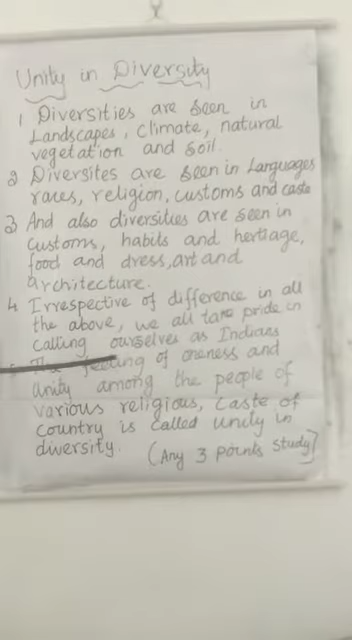 Unity in Diversity
1 Diversities are seen in
Landscapes, climate, natural
vegetation and soil.
2 Diversites are seen in Languages
races, religion, customs and caste
3 And also diversities are seen in
customs, habits and hertiage,
food and dress, art and
architecture.
4. Irrespective of difference in all
the above, we all take pride in
calling ourselves as Indians
The feeling of oneness and
unity among the people of
various religious, caste of
country is called unity in
diversity. (Any 3 points study)